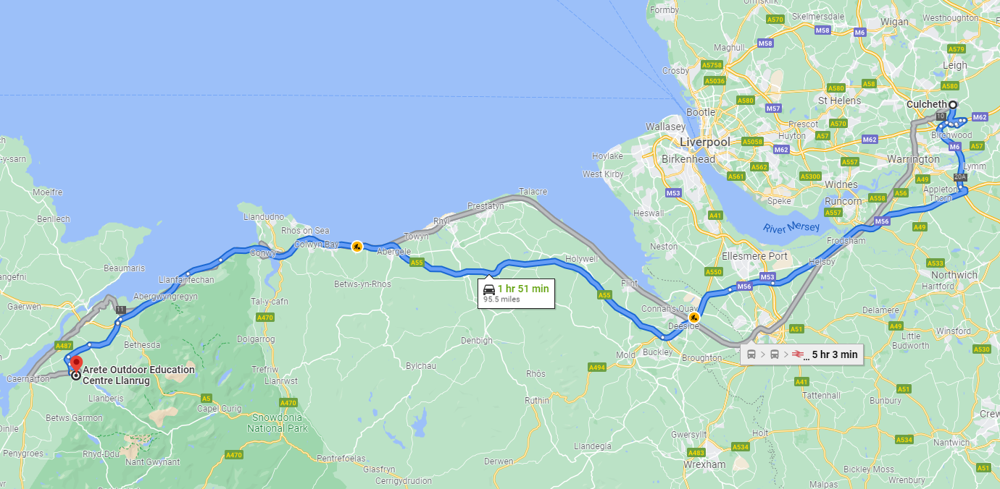 Formby
Ormskirk
A570
Skelmersdale
Westhoughton
Wigan
M58
M6
M58
Maghull
A579
Leigh
A5758
Crosby
A5036
A580
A58
A580
A580
St Helens
Culcheth
M57
Bootle
10
M62
Prescot
A570
Wallasey
Huyton
A57
Birchwood
Liverpool
A5058
M62
M62
M6
A57
Hoylake
Birkenhead
A562
A557
Warrington
Lymm
West Kirby
A561
A5300
A49
20A
Widnes
M53
A56
Appleton
Thorn
Speke
Runcorn
A558
Heswall
A41
A557
M56
River Mersey
A49
Frodsham
Neston
Ellesmere Port
Helsby
A533
A550
M53
Northwich
M56
Hartford
-y-sarn
Moelfre
Benllech
Llandudno
Talacre
Prestatyn
Rhyl
Rhos on Sea
Towyn
Colwyn Bay
Conwy
Abergele
A55
Holywell
Beaumaris
angefni
Llanfairfechan
Betws-yn-Rhos
1 hr 51 min
95.5 miles
Flint
Abergwyngregyn
A55
Gaerwen
Tal-y-cafn
11
Connah's Quay
Delamere
A470
Deeside
A51
A49
Winsford
Dolgarrog
Denbigh
Little
Budworth
A487
Bethesda
Mold
Buckley
A530
Broughton
5 hr 3 min
Arete Outdoor Education
Centre Llanrug
Trefriw
Bylchau
A494
Caernarfon
Llanrwst
Rhôs
A41
A51
Llanberis
A5
A470
Ruthin
Tattenhall
Bunbury
Capel Curig
Betws Garmon
Snowdonia
National Park
Crew
Dinlle
Gwersyllt
Holt
A534
Nantwich
Penygroes
Rhyd-Ddu
A470
Llandegla
A483
A534
Nant Gwynant
Pentrefoelas
Derwen
Wrexham
A51
Glasfryn
Bickley Moss
Cerrigydrudion
Malpas
Wrenbury